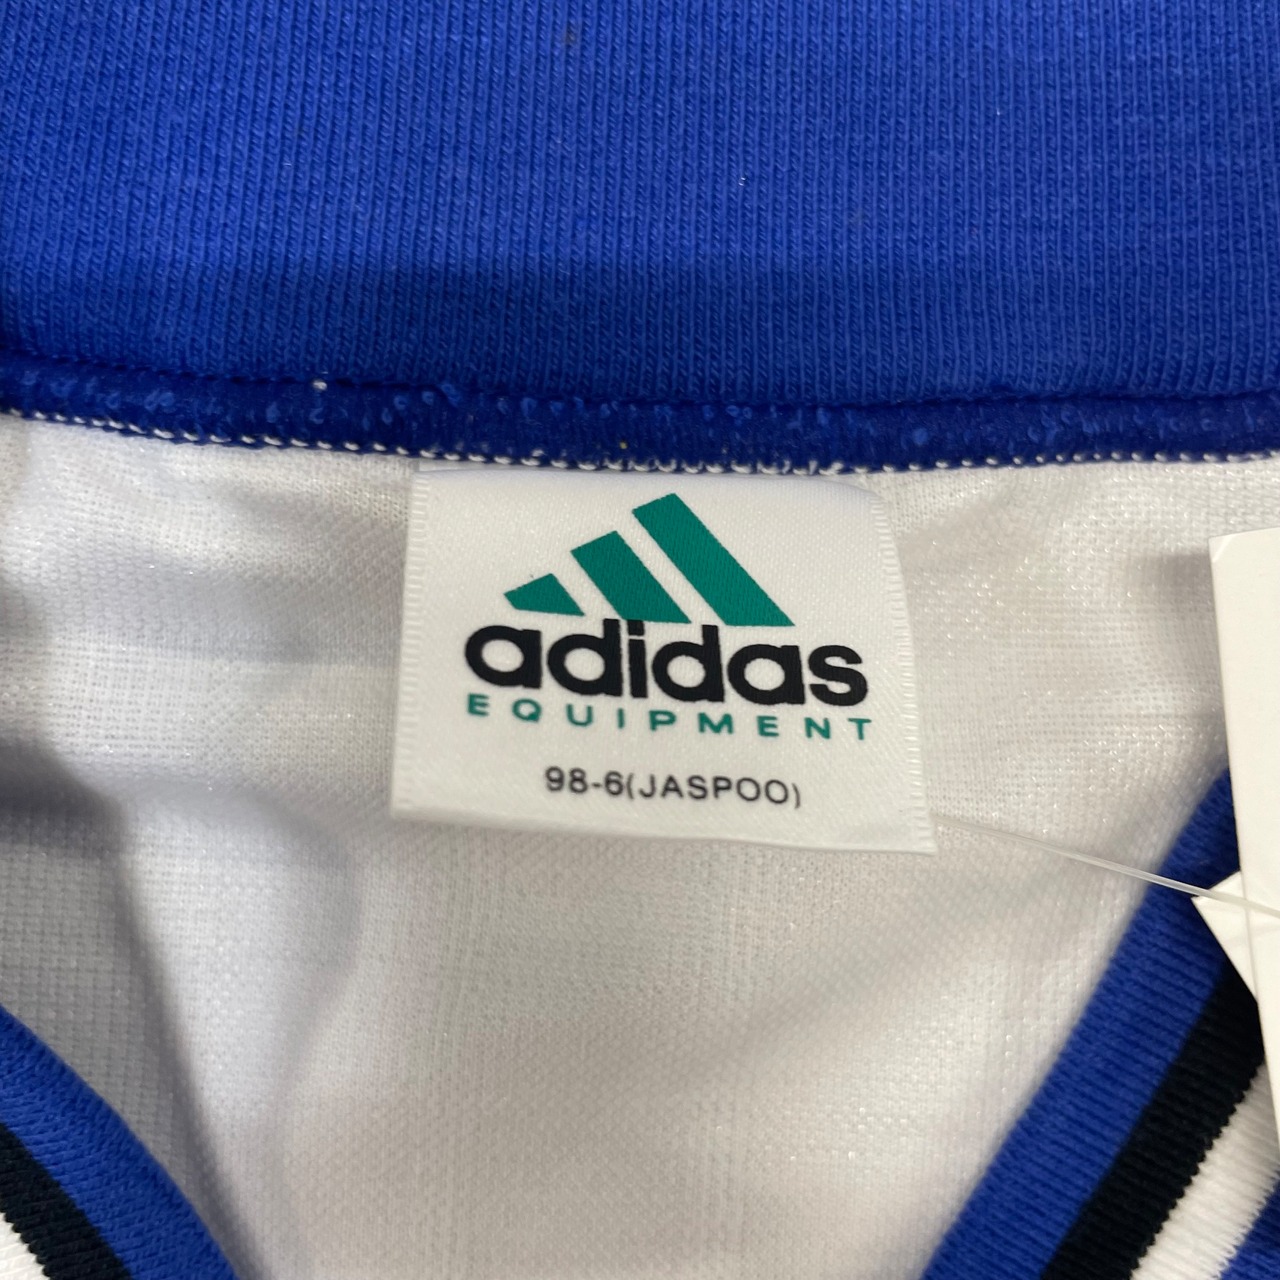 adidas
EQUIPMENT
98-6(JASPOO)